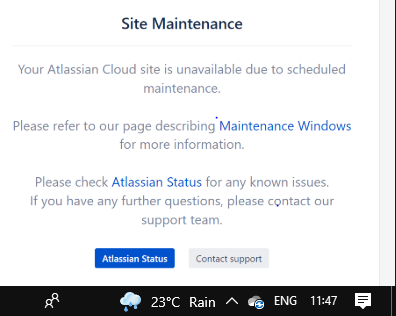 Site Maintenance
Your Atlassian Cloud site is unavailable due to scheduled
maintenance.
Please refer to our page describing Maintenance Windows
for more information.
Please check Atlassian Status for any known issues.
If you have any further questions, please contact our
support team.
Atlassian Status Contact support
23°C Rain ENG 11:47